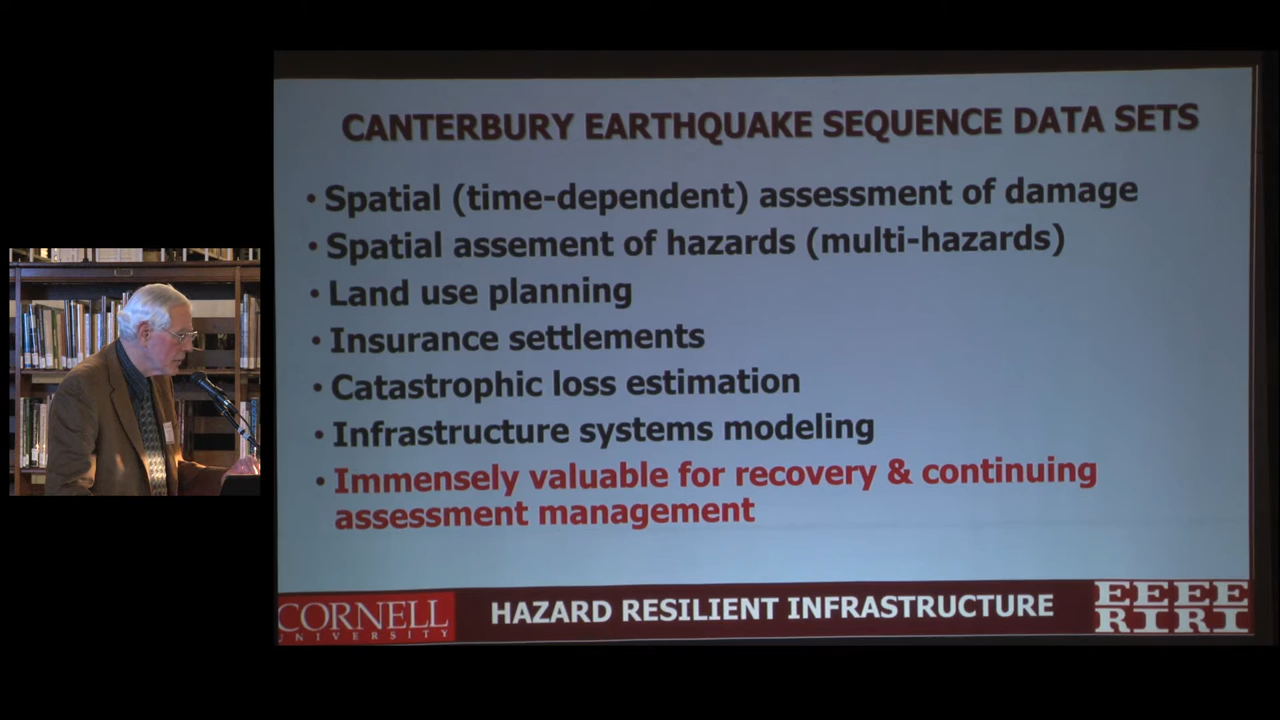 CANTERBURY EARTHQUAKE SEQUENCE DATA SETS
• Spatial (time-dependent) assessment of damage
• Spatial assement of hazards (multi-hazards)
• Land use planning
• Insurance settlements
• Catastrophic loss estimation
• Infrastructure systems modeling
• Immensely valuable for recovery & continuing
assessment management
CORNELL
UNIVERSITY
HAZARD RESILIENT INFRASTRUCTURE
EEEE
RIRI